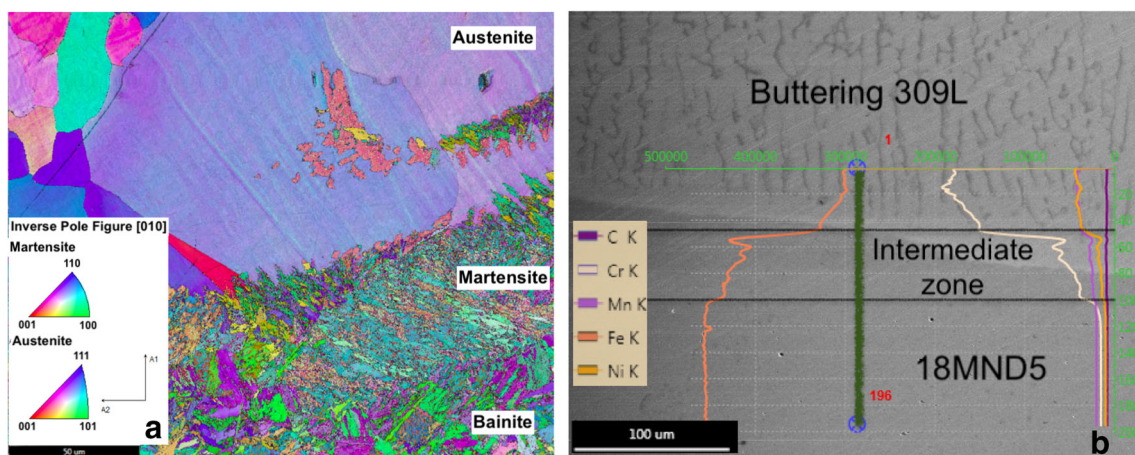 Austenite
Martensite
Bainite
Inverse Pole Figure [010]
Martensite
110
001
100
Austenite
111
001
101
A1
A2
50 um
a
Buttering 309L
1
500000
400000
0
C K
Cr K
Mn K
Fe K
Ni K
Intermediate
zone
18MND5
196
100 um
b